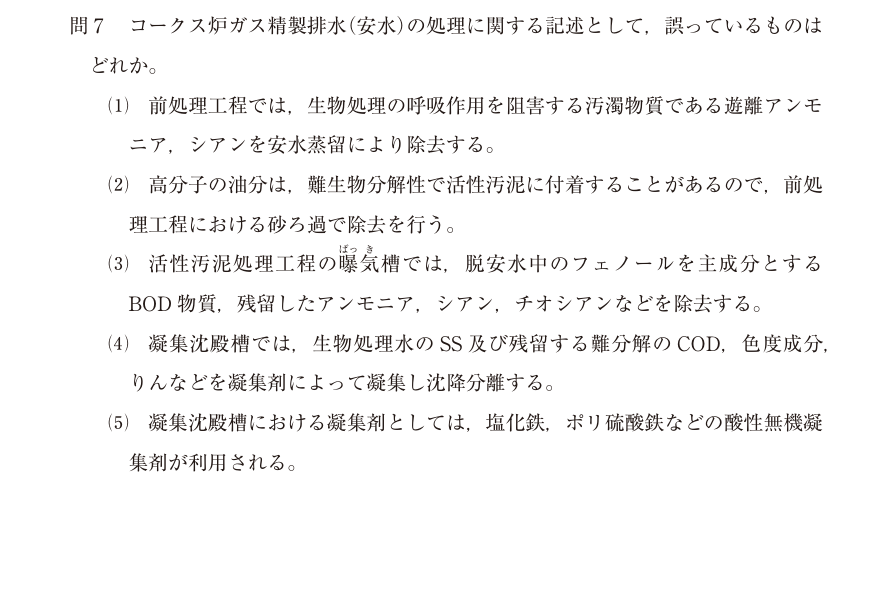 問7 コークス炉ガス精製排水(安水)の処理に関する記述として，誤っているものは
どれか。
⑴ 前処理工程では，生物処理の呼吸作用を阻害する汚濁物質である遊離アンモ
ニア，シアンを安水蒸留により除去する。
⑵ 高分子の油分は，難生物分解性で活性汚泥に付着することがあるので，前処
理工程における砂ろ過で除去を行う。
ばっ き
⑶ 活性汚泥処理工程の曝気槽では，脱安水中のフェノールを主成分とする
BOD 物質，残留したアンモニア，シアン，チオシアンなどを除去する。
⑷ 凝集沈殿槽では，生物処理水の SS 及び残留する難分解の COD，色度成分，
りんなどを凝集剤によって凝集し沈降分離する。
⑸ 凝集沈殿槽における凝集剤としては，塩化鉄，ポリ硫酸鉄などの酸性無機凝
集剤が利用される。